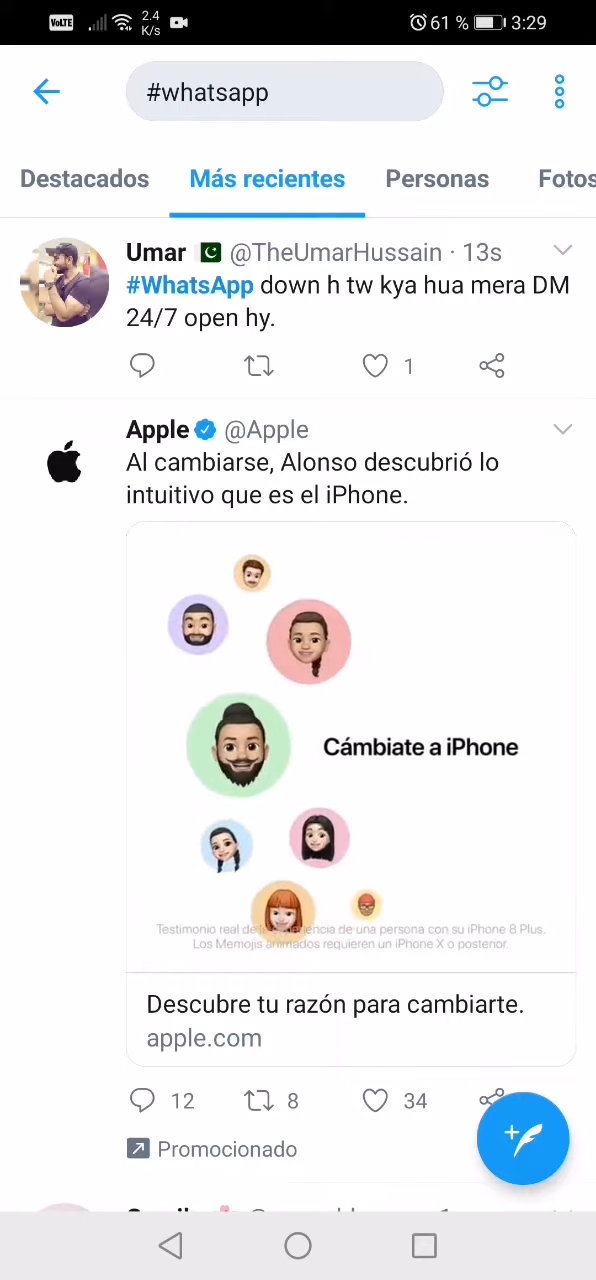 VoLTE 2.4 K/s 61 % 3:29
#whatsapp
Destacados Más recientes Personas Fotos
Umar @TheUmarHussain · 13s
#WhatsApp down h tw kya hua mera DM
24/7 open hy.
1
Apple @Apple
Al cambiarse, Alonso descubrió lo
intuitivo que es el iPhone.
Cámbiate a iPhone
Testimonio real de la experiencia de una persona con su iPhone 8 Plus.
Los Memojis animados requieren un iPhone X o posterior.
Descubre tu razón para cambiarte.
apple.com
12 8 34
Promocionado